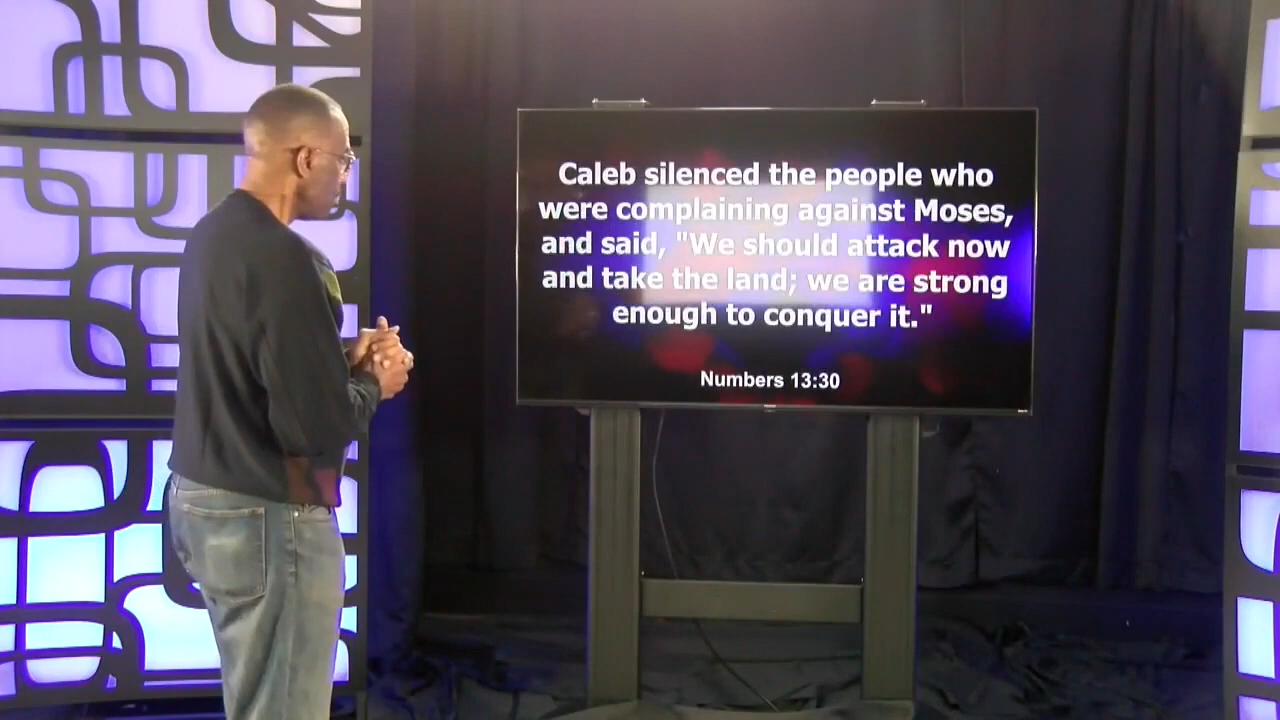 Caleb silenced the people who
were complaining against Moses,
and said, "We should attack now
and take the land; we are strong
enough to conquer it."
Numbers 13:30